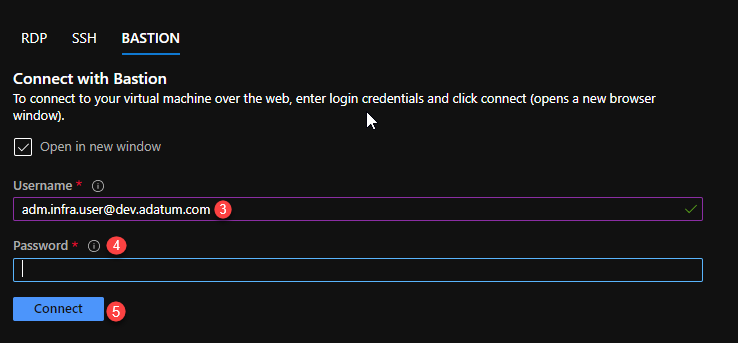 RDP SSH BASTION
Connect with Bastion
To connect to your virtual machine over the web, enter login credentials and click connect (opens a new browser
window).
Open in new window
Username *
adm.infra.user@dev.adatum.com 3
Password * 4
Connect 5